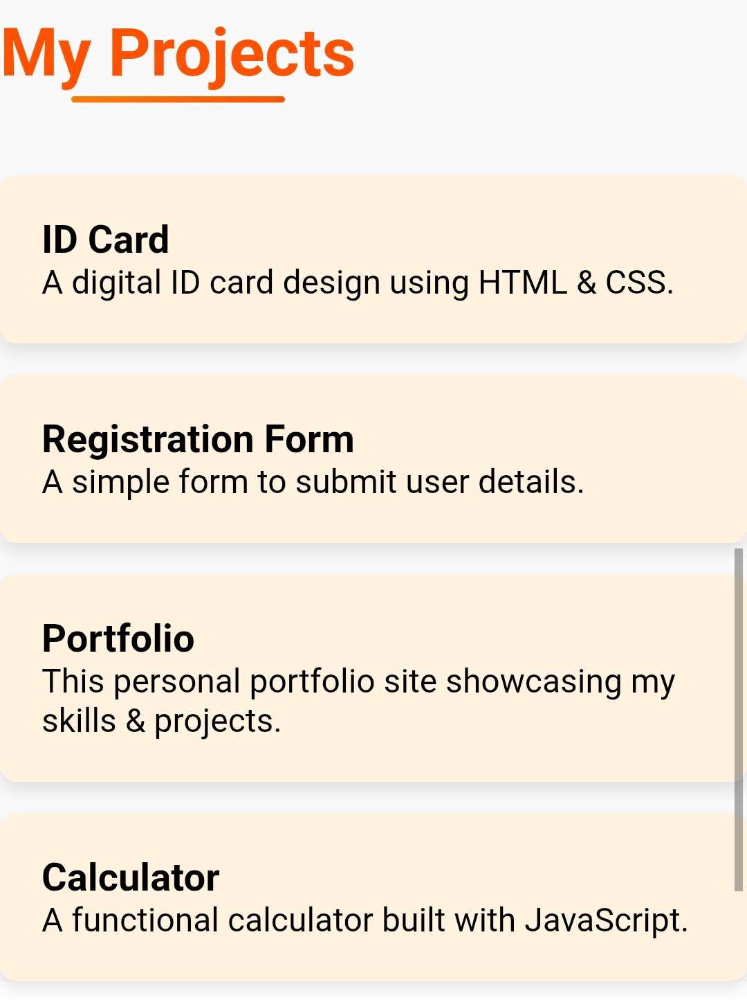 My Projects
ID Card
A digital ID card design using HTML & CSS.
Registration Form
A simple form to submit user details.
Portfolio
This personal portfolio site showcasing my
skills & projects.
Calculator
A functional calculator built with JavaScript.